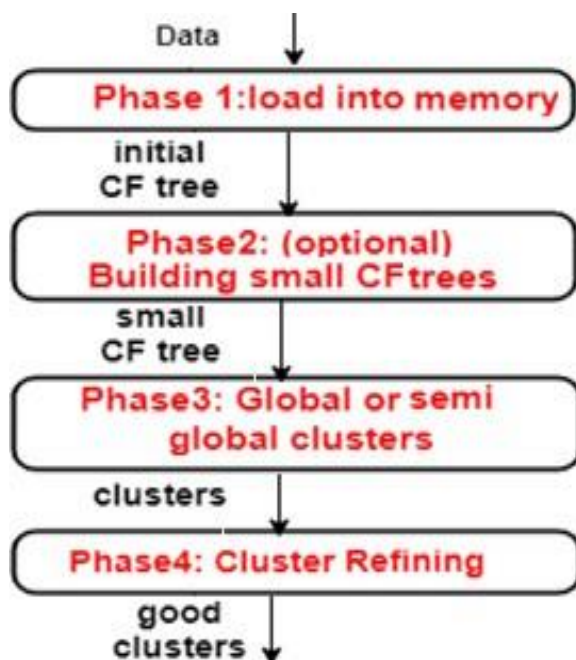 Data
Phase 1:load into memory
initial
CF tree
Phase2: (optional)
Building small CFtrees
small
CF tree
Phase3: Global or semi
global clusters
clusters
Phase4: Cluster Refining
good
clusters